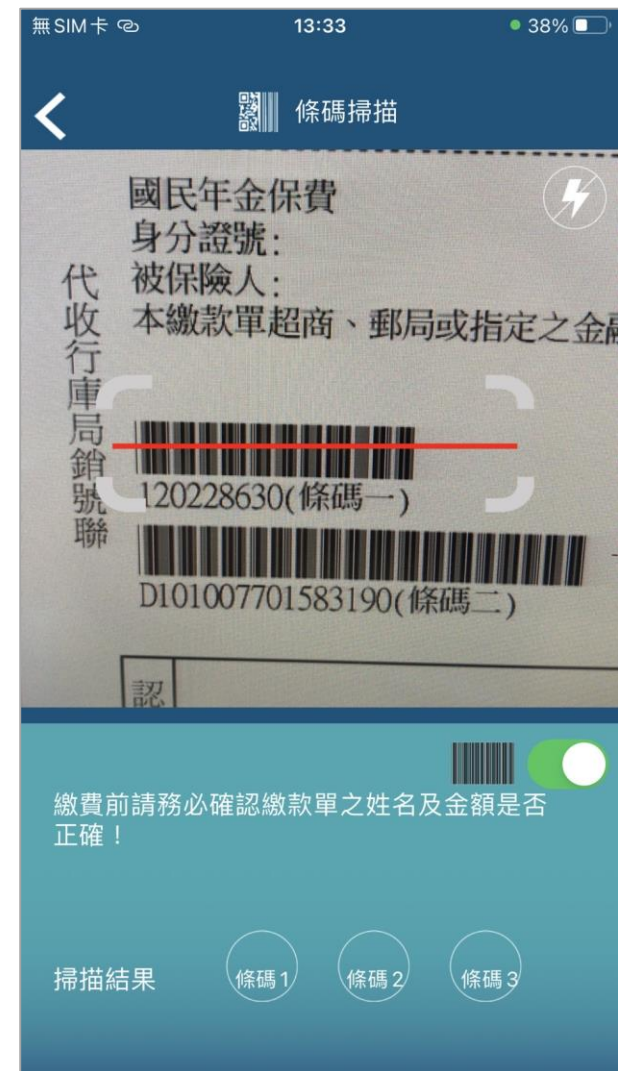 無SIM卡
13:33
38%
條碼掃描
國民年金保費
身分證號:
被保險人:
本繳款單超商、郵局或指定之金融
代收行庫局銷號聯
120228630(條碼一)
D101007701583190(條碼二)
認
繳費前請務必確認繳款單之姓名及金額是否
正確！
掃描結果
條碼1
條碼2
條碼3